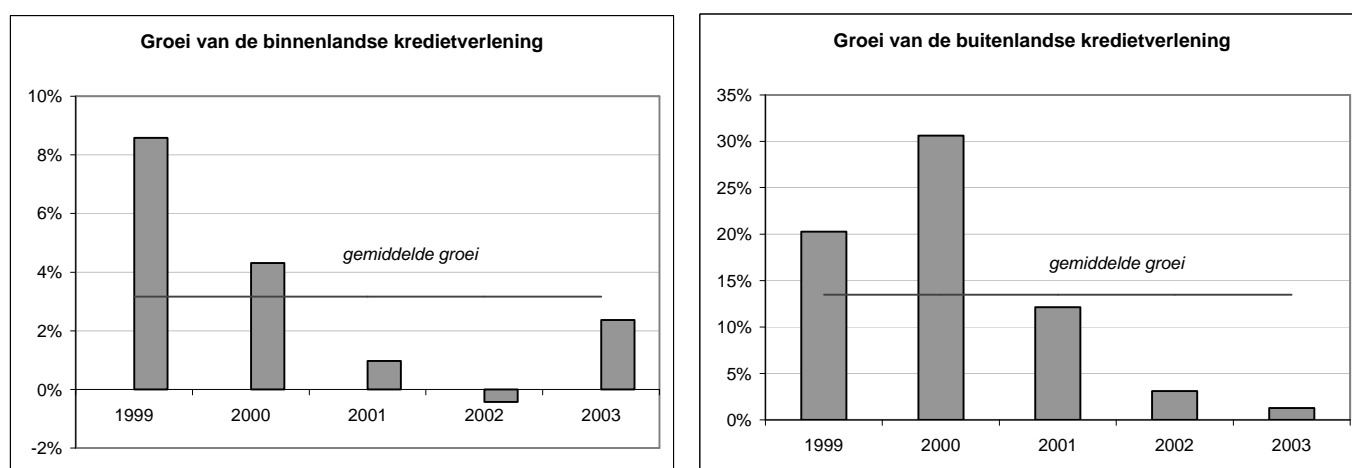 Groei van de binnenlandse kredietverlening
10%
8%
6%
4%
2%
0%
-2%
gemiddelde groei
1999 2000 2001 2002 2003
Groei van de buitenlandse kredietverlening
35%
30%
25%
20%
15%
10%
5%
0%
gemiddelde groei
1999 2000 2001 2002 2003